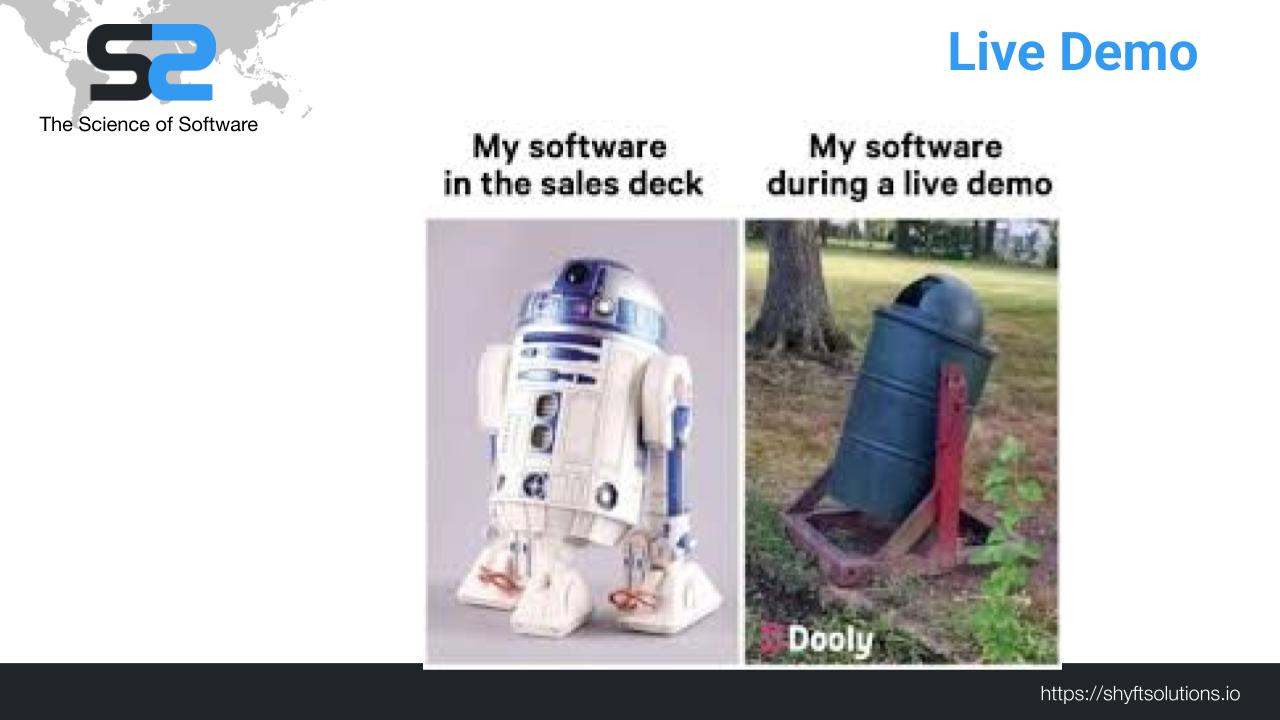 S2
The Science of Software
Live Demo
My software
in the sales deck
My software
during a live demo
Dooly
https://shyftsolutions.io